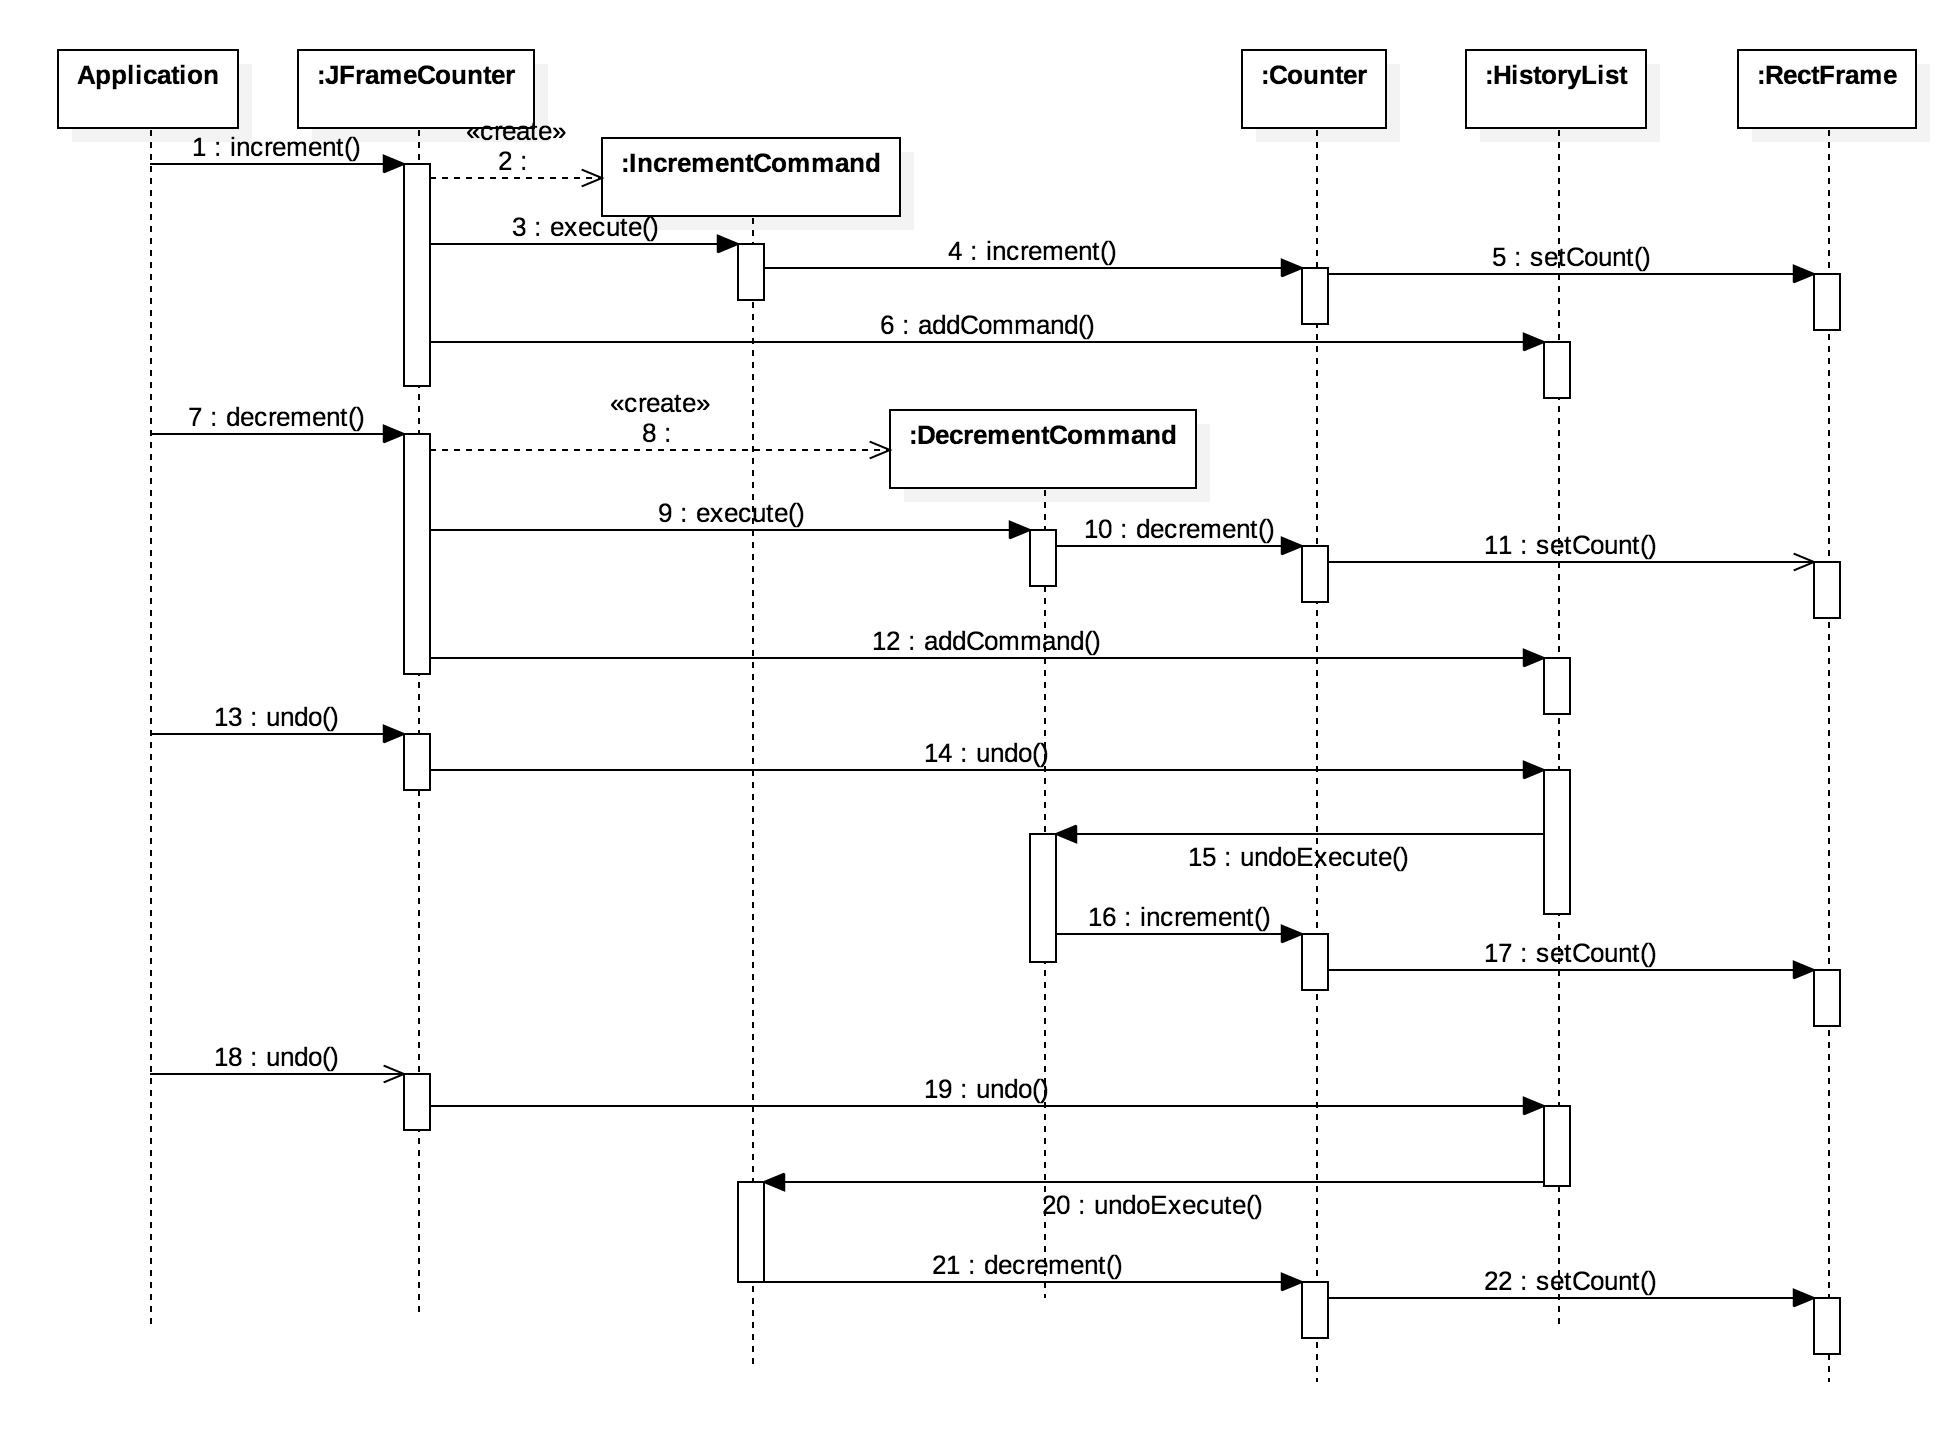 Application
:JFrameCounter
:Counter
:HistoryList
:RectFrame
«create»
1 : increment()
2 :
:IncrementCommand
3 : execute()
4 : increment()
5 : setCount()
6 : addCommand()
«create»
7 : decrement()
8 :
:DecrementCommand
9 : execute()
10 : decrement()
11 : setCount()
12 : addCommand()
13 : undo()
14 : undo()
15 : undoExecute()
16 : increment()
17 : setCount()
18 : undo()
19 : undo()
20 : undoExecute()
21 : decrement()
22 : setCount()